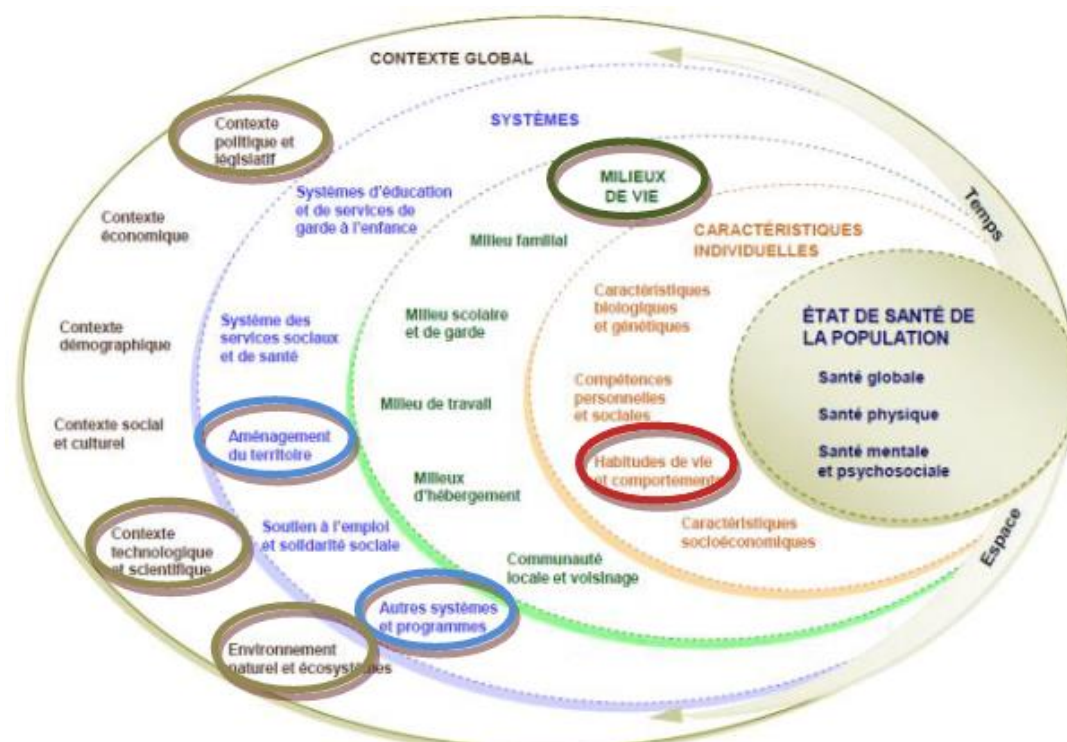 CONTEXTE GLOBAL
Contexte
politique et
législatif
Contexte
économique
Contexte
démographique
Contexte social
et culturel
Contexte
technologique
et scientifique
Environnement
naturel et écosystèmes
SYSTÈMES
Systèmes d'éducation
et de services de
garde à l'enfance
Système des
services sociaux
et de santé
Aménagement
du territoire
Soutien à l'emploi
et solidarité sociale
Autres systèmes
et programmes
MILIEUX
DE VIE
Milieu familial
Milieu scolaire
et de garde
Milieu de travail
Milieux
d'hébergement
Communauté
locale et voisinage
CARACTÉRISTIQUES
INDIVIDUELLES
Caractéristiques
biologiques
et génétiques
Compétences
personnelles
et sociales
Habitudes de vie
et comportements
Caractéristiques
socioéconomiques
ÉTAT DE SANTÉ DE
LA POPULATION
Santé globale
Santé physique
Santé mentale
et psychosociale
Temps
Espace